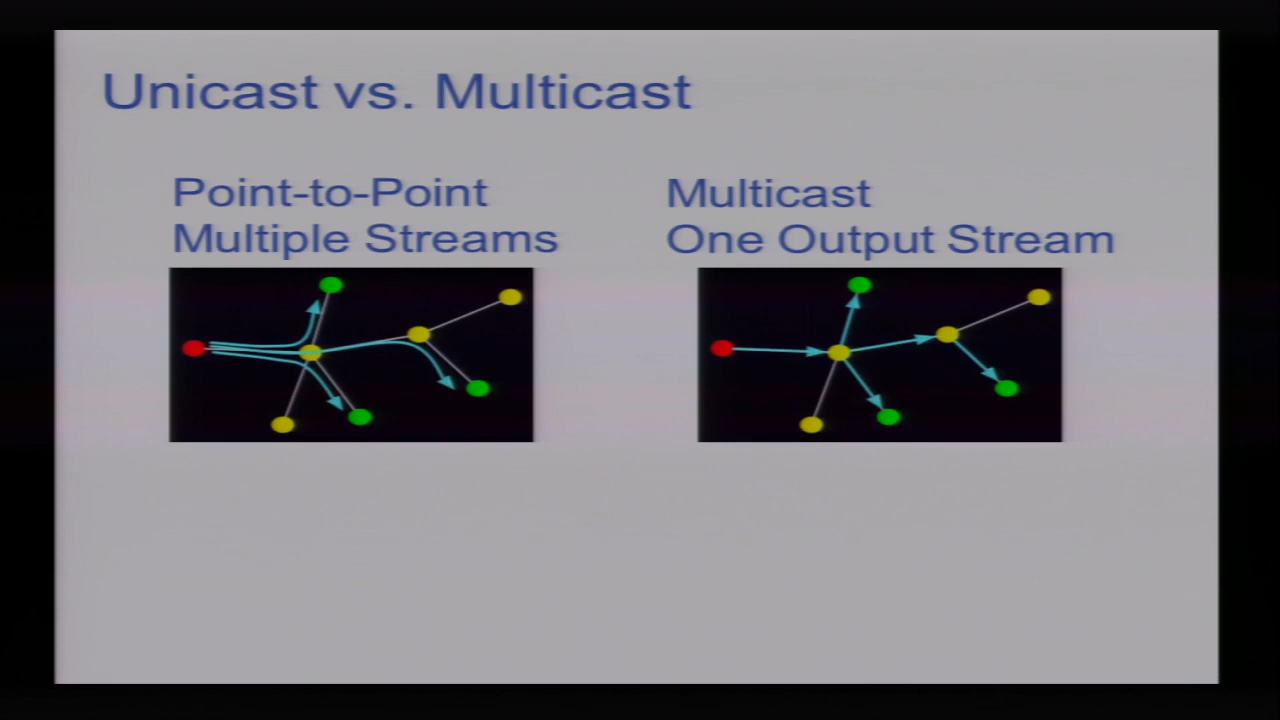 Unicast vs. Multicast
Point-to-Point
Multiple Streams
Multicast
One Output Stream